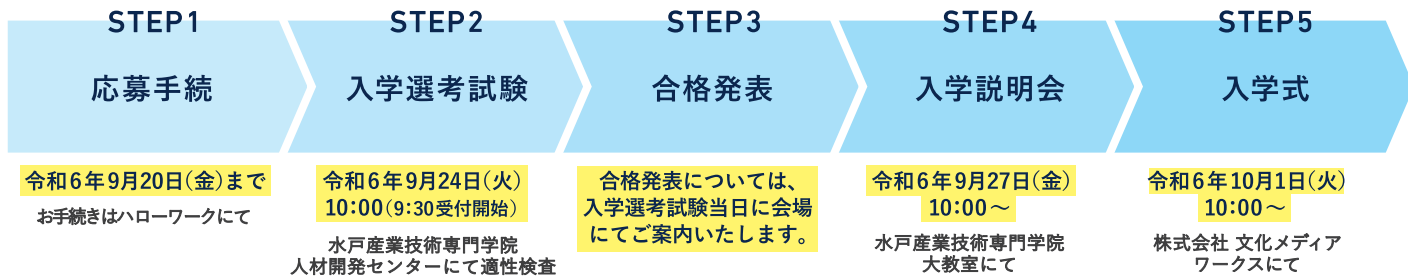 STEP1
応募手続
令和6年9月20日(金)まで
お手続きはハローワークにて
STEP2
入学選考試験
令和6年9月24日(火)
10:00(9:30受付開始)
水戸産業技術専門学院
人材開発センターにて適性検査
STEP3
合格発表
合格発表については、
入学選考試験当日に会場
にてご案内いたします。
STEP4
入学説明会
令和6年9月27日(金)
10:00～
水戸産業技術専門学院
大教室にて
STEP5
入学式
令和6年10月1日(火)
10:00～
株式会社 文化メディア
ワークスにて